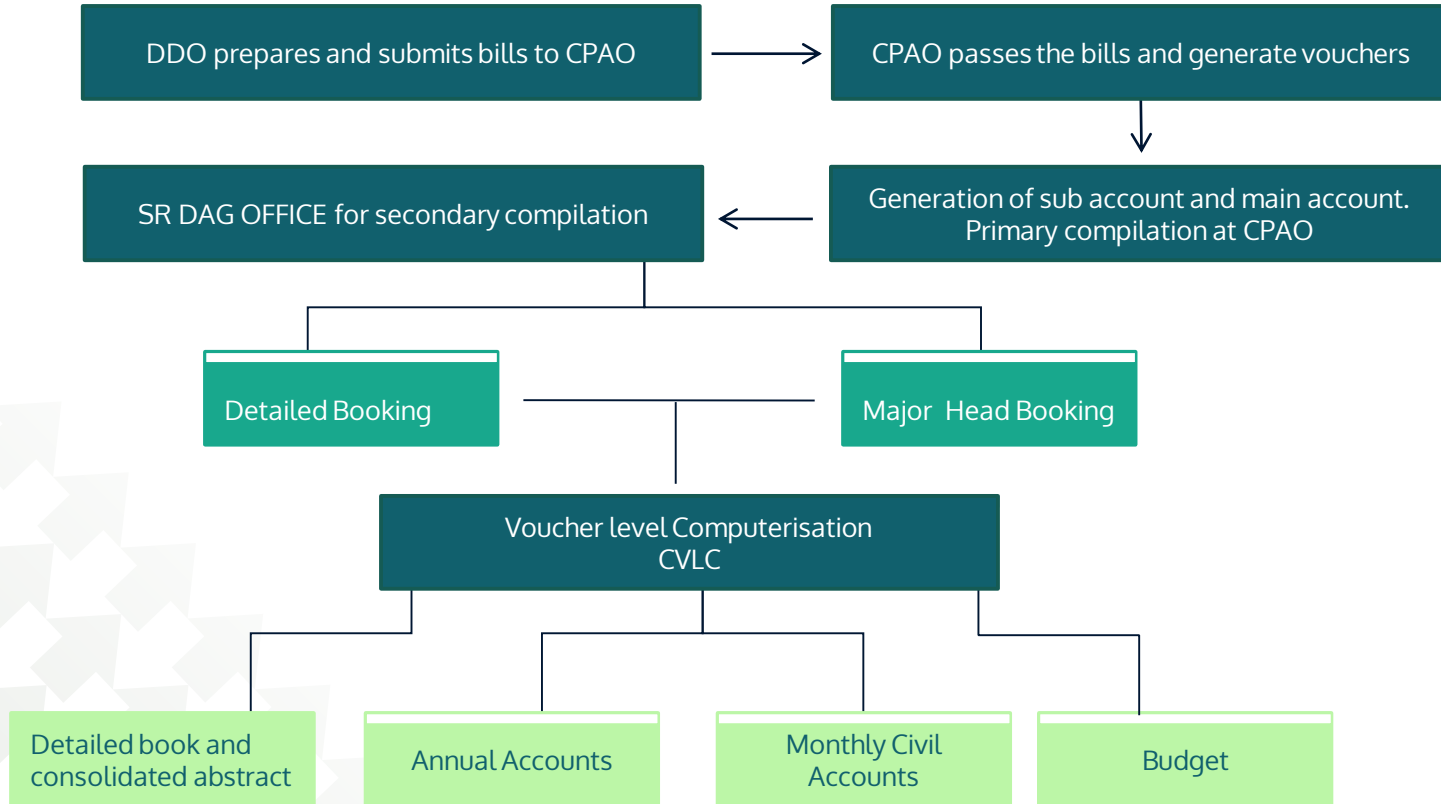 DDO prepares and submits bills to CPAO
CPAO passes the bills and generate vouchers
SR DAG OFFICE for secondary compilation
Generation of sub account and main account.
Primary compilation at CPAO
Detailed Booking
Major Head Booking
Voucher level Computerisation
CVLC
Detailed book and
consolidated abstract
Annual Accounts
Monthly Civil
Accounts
Budget